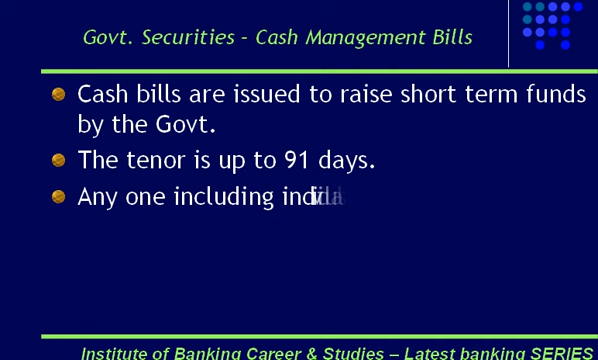 Govt. Securities – Cash Management Bills
Cash bills are issued to raise short term funds
by the Govt.
The tenor is up to 91 days.
Any one including
Institute of Banking Career & Studies – Latest banking SERIES